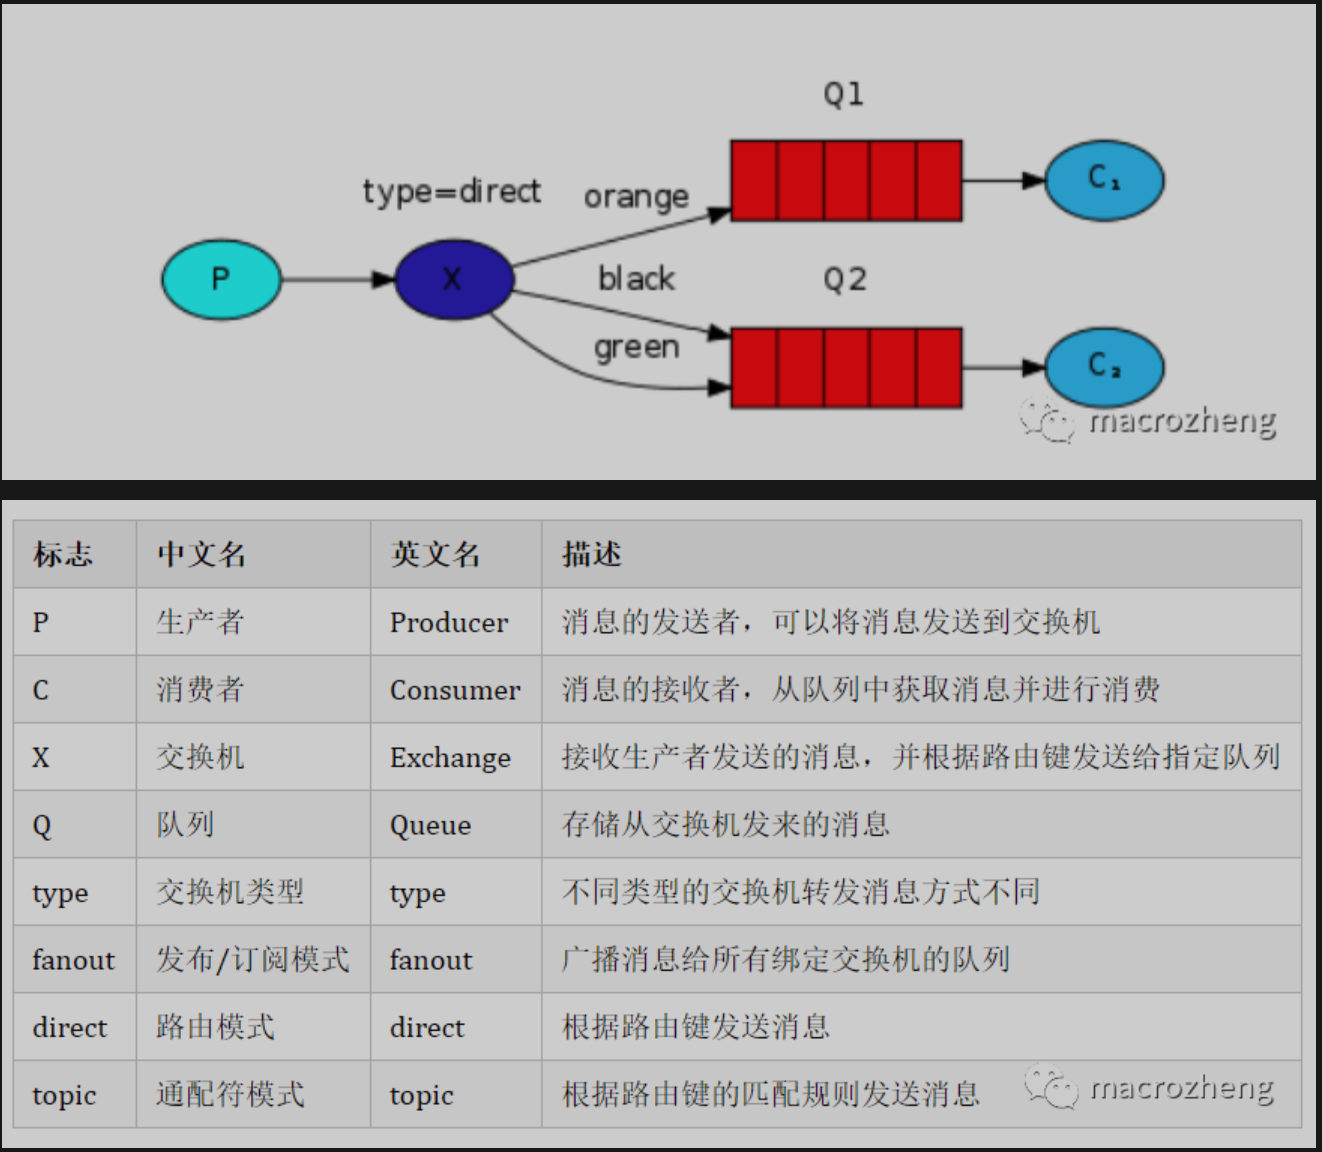 Q1
type=direct
orange
C₁
P
X
black
Q2
green
C₂
macrozheng
标志 中文名 英文名 描述
P 生产者 Producer 消息的发送者，可以将消息发送到交换机
C 消费者 Consumer 消息的接收者，从队列中获取消息并进行消费
X 交换机 Exchange 接收生产者发送的消息，并根据路由键发送给指定队列
Q 队列 Queue 存储从交换机发来的消息
type 交换机类型 type 不同类型的交换机转发消息方式不同
fanout 发布/订阅模式 fanout 广播消息给所有绑定交换机的队列
direct 路由模式 direct 根据路由键发送消息
topic 通配符模式 topic 根据路由键的匹配规则发送消息
macrozheng